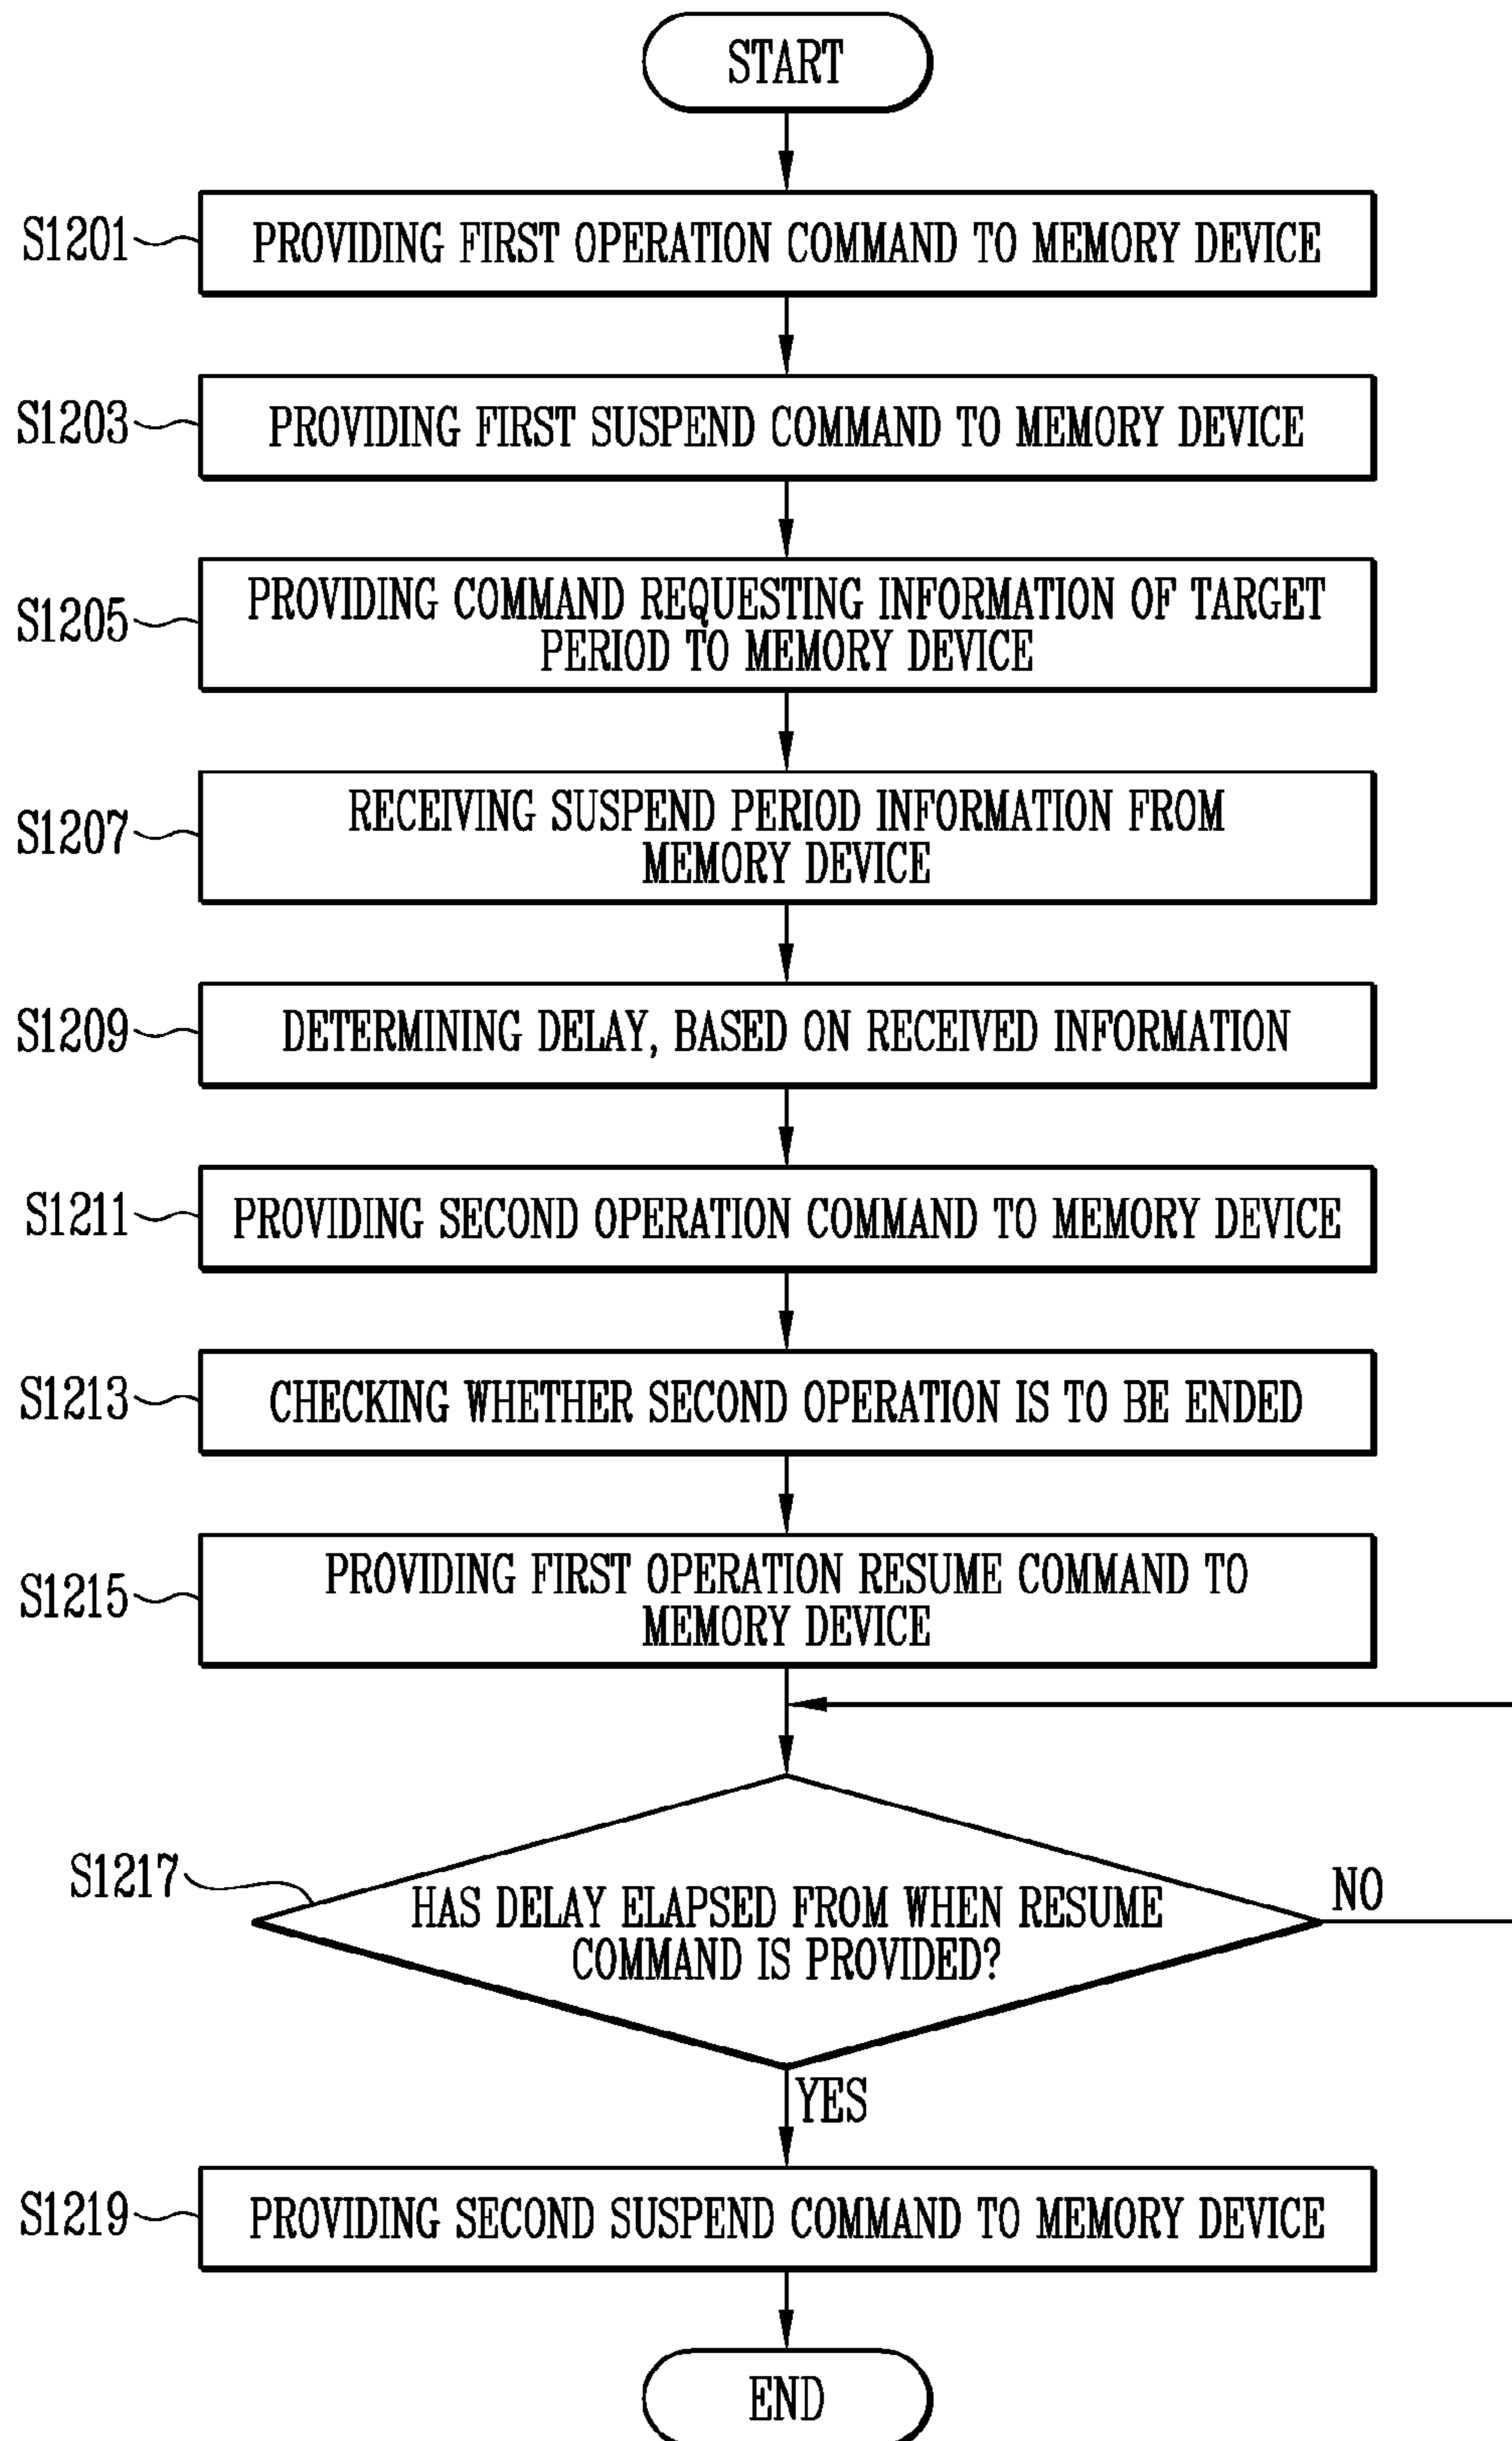 START
S1201
PROVIDING FIRST OPERATION COMMAND TO MEMORY DEVICE
S1203
PROVIDING FIRST SUSPEND COMMAND TO MEMORY DEVICE
S1205
PROVIDING COMMAND REQUESTING INFORMATION OF TARGET
PERIOD TO MEMORY DEVICE
S1207
RECEIVING SUSPEND PERIOD INFORMATION FROM
MEMORY DEVICE
S1209
DETERMINING DELAY, BASED ON RECEIVED INFORMATION
S1211
PROVIDING SECOND OPERATION COMMAND TO MEMORY DEVICE
S1213
CHECKING WHETHER SECOND OPERATION IS TO BE ENDED
S1215
PROVIDING FIRST OPERATION RESUME COMMAND TO
MEMORY DEVICE
S1217
HAS DELAY ELAPSED FROM WHEN RESUME
COMMAND IS PROVIDED?
NO
YES
S1219
PROVIDING SECOND SUSPEND COMMAND TO MEMORY DEVICE
END